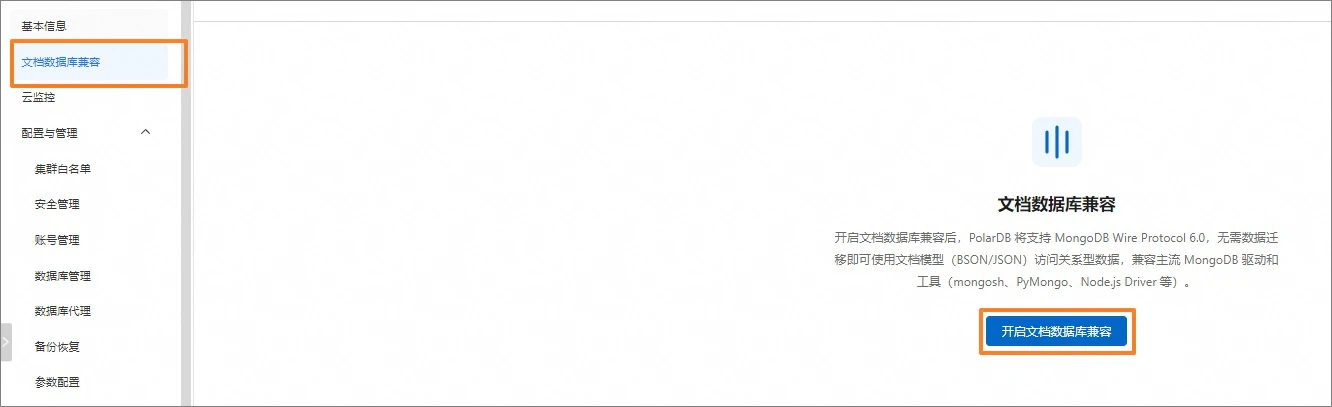 基本信息
文档数据库兼容
云监控
配置与管理
集群白名单
安全管理
账号管理
数据库管理
数据库代理
备份恢复
参数配置
文档数据库兼容
开启文档数据库兼容后，PolarDB 将支持 MongoDB Wire Protocol 6.0，无需数据迁
移即可使用文档模型（BSON/JSON）访问关系型数据，兼容主流 MongoDB 驱动和
工具（mongosh、PyMongo、Node.js Driver 等）。
开启文档数据库兼容